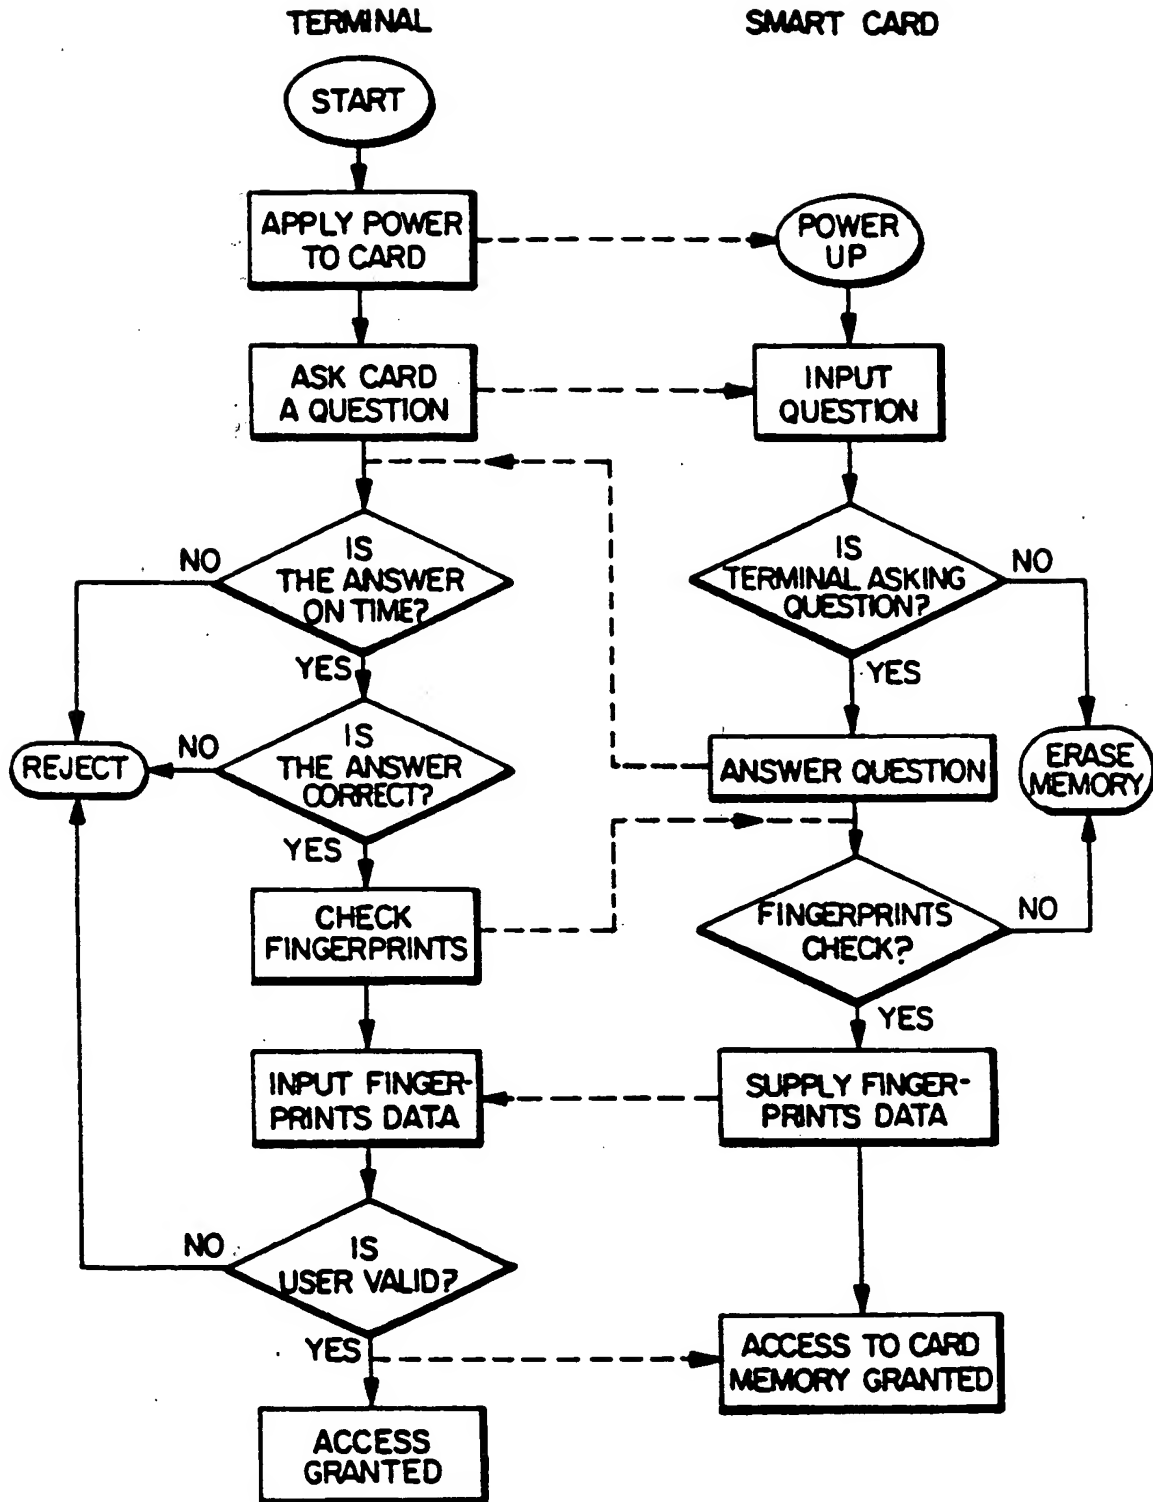 TERMINAL
SMART CARD
START
APPLY POWER
TO CARD
POWER
UP
ASK CARD
A QUESTION
INPUT
QUESTION
IS
THE ANSWER
ON TIME?
NO
YES
IS
TERMINAL ASKING
QUESTION?
NO
YES
REJECT
NO
IS
THE ANSWER
CORRECT?
YES
ANSWER QUESTION
ERASE
MEMORY
CHECK
FINGERPRINTS
FINGERPRINTS
CHECK?
NO
YES
INPUT FINGER-
PRINTS DATA
SUPPLY FINGER-
PRINTS DATA
NO
IS
USER VALID?
YES
ACCESS TO CARD
MEMORY GRANTED
ACCESS
GRANTED